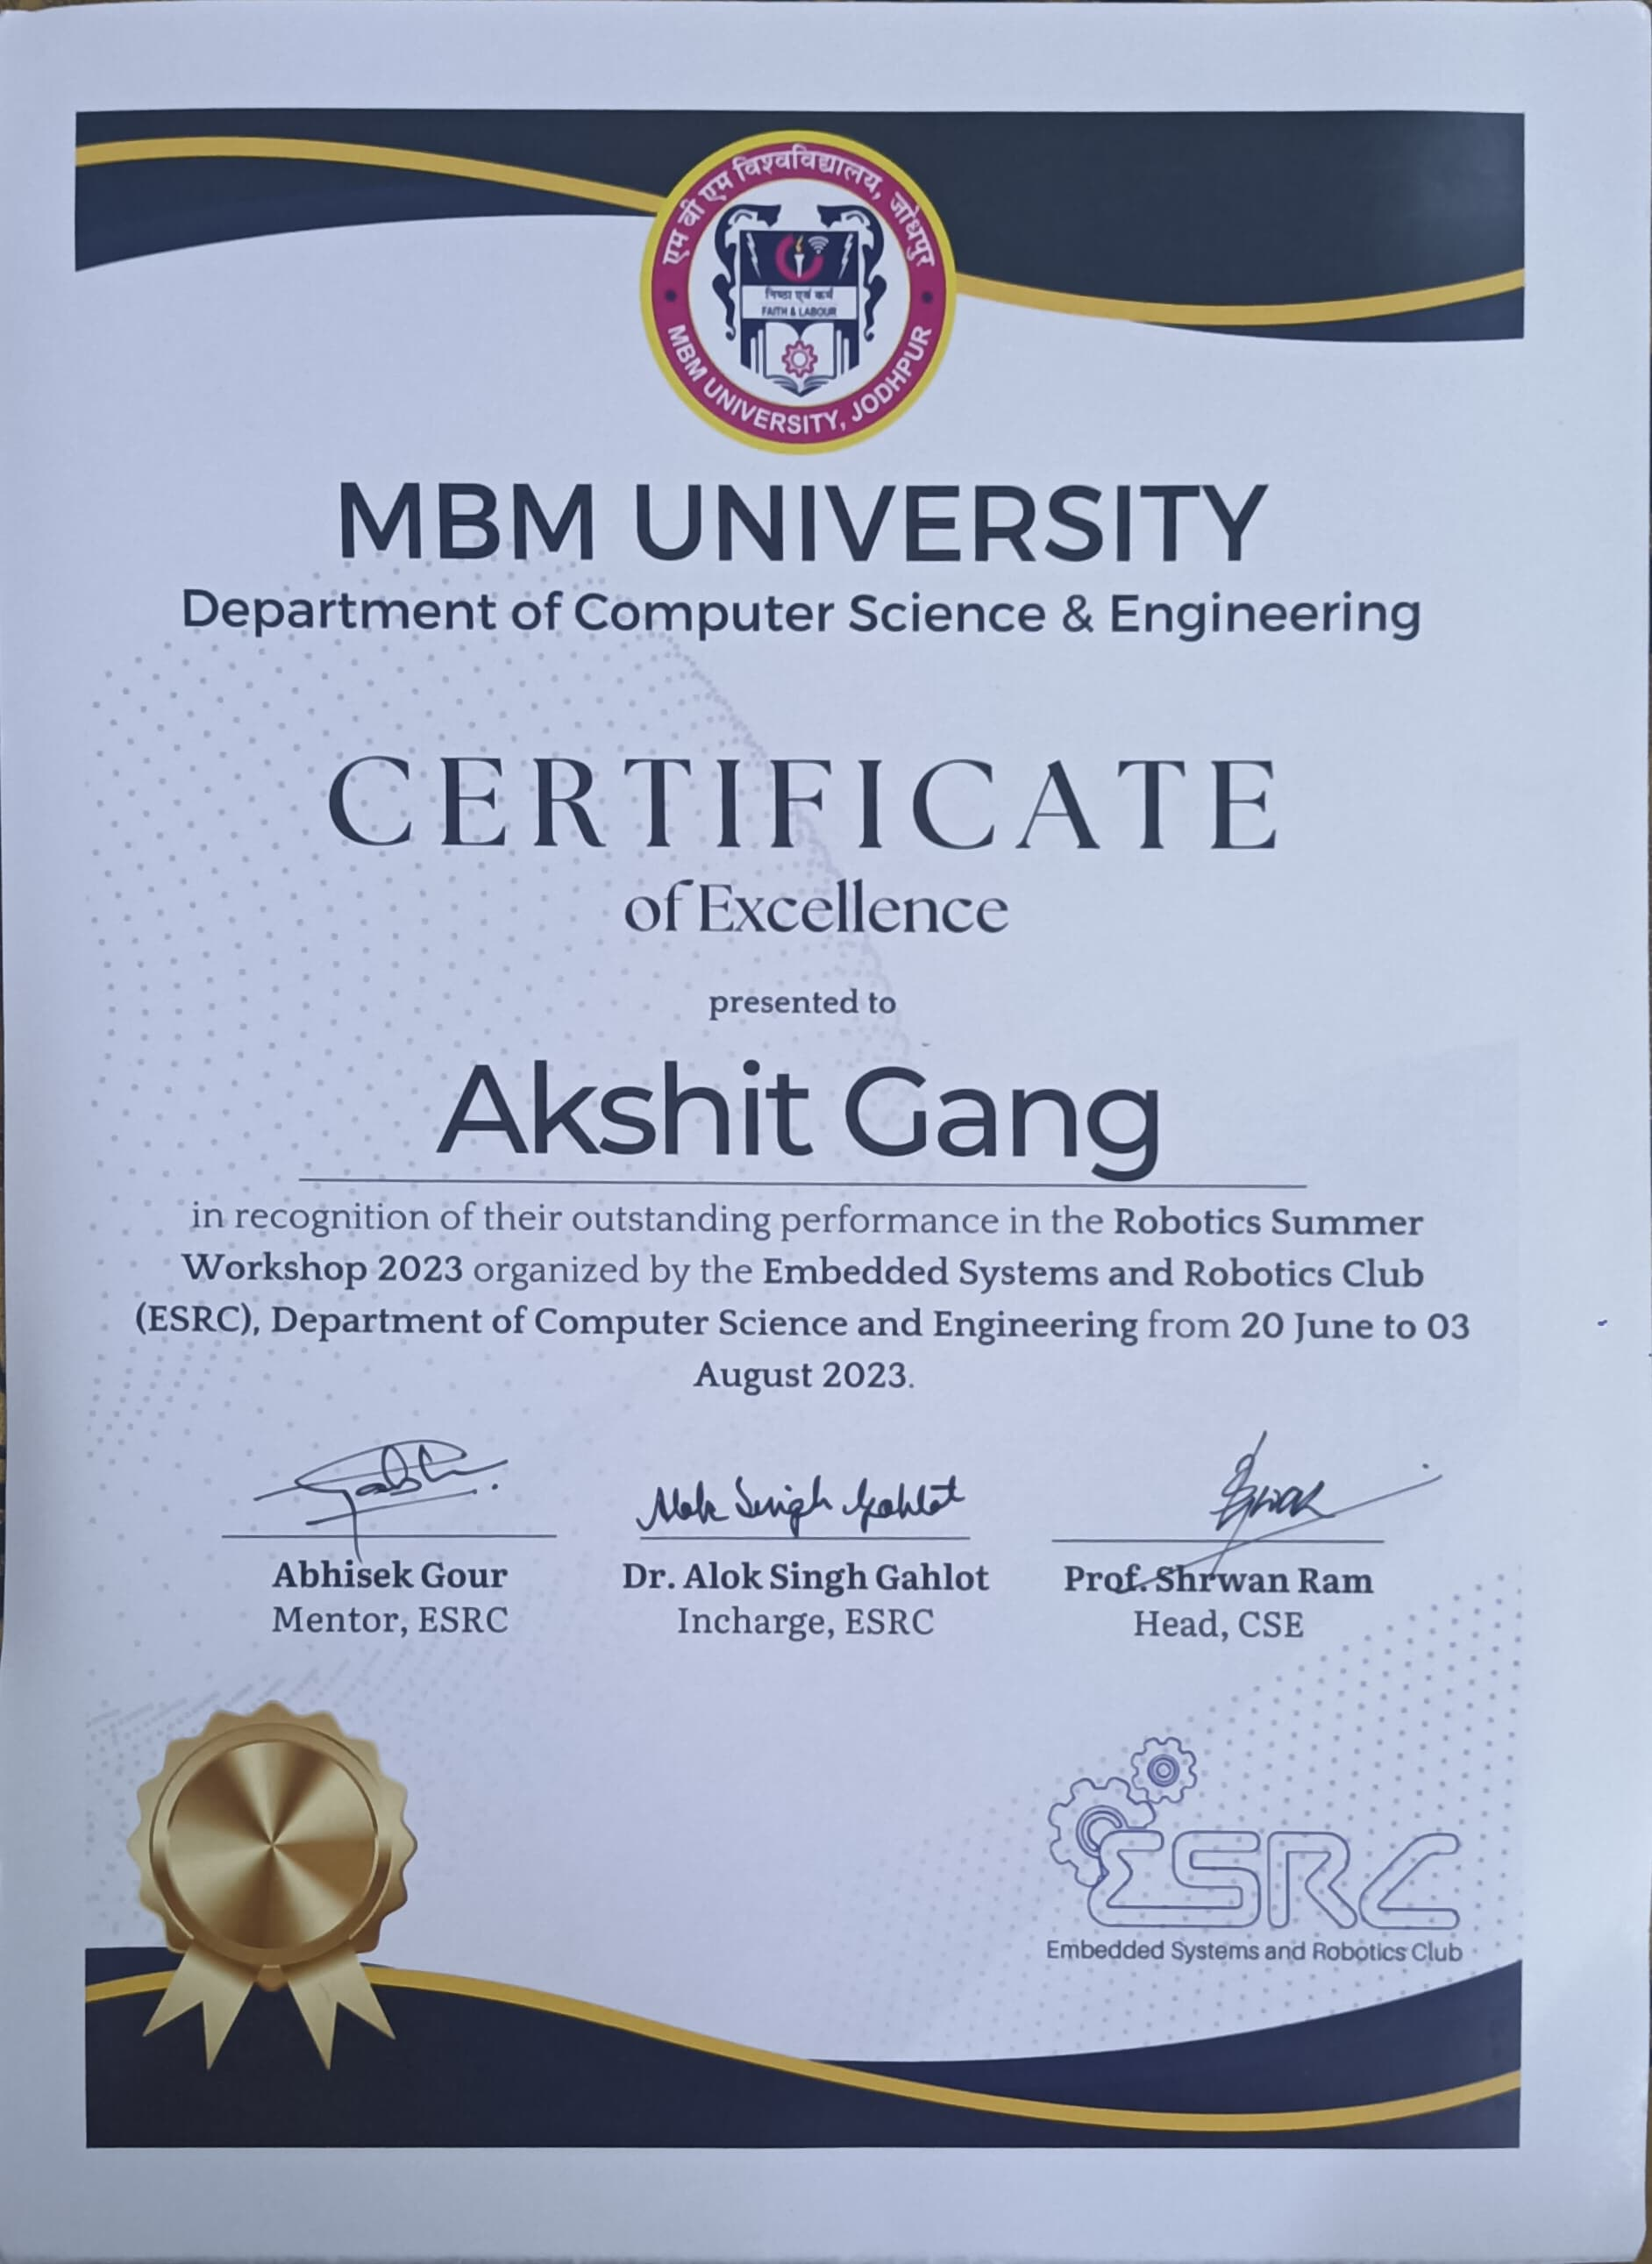 एम बी एम विश्वविद्यालय, जोधपुर
निष्ठा एवं कर्म
FAITH & LABOUR
MBM UNIVERSITY, JODHPUR
MBM UNIVERSITY
Department of Computer Science & Engineering
CERTIFICATE
of Excellence
presented to
Akshit Gang
in recognition of their outstanding performance in the Robotics Summer
Workshop 2023 organized by the Embedded Systems and Robotics Club
(ESRC), Department of Computer Science and Engineering from 20 June to 03
August 2023.
Alok Singh Gahlot
Abhisek Gour Dr. Alok Singh Gahlot Prof. Shrwan Ram
Mentor, ESRC Incharge, ESRC Head, CSE
ESRC
Embedded Systems and Robotics Club